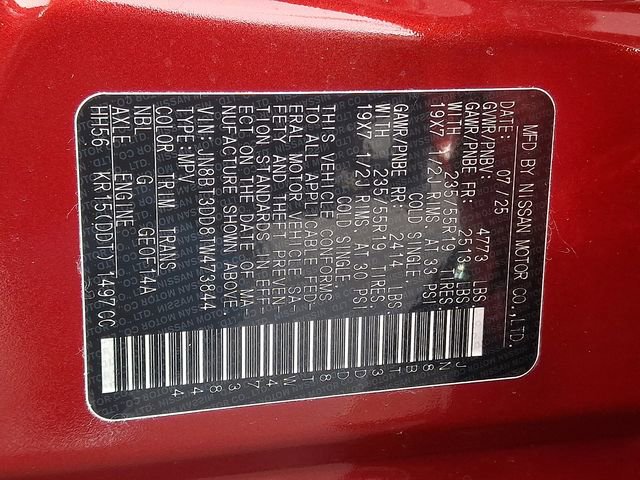 MFD BY NISSAN MOTOR CO.,LTD.
DATE: 07/25
GVWR/PNBV: 4773 LBS
GAWR/PNBE FR: 2513 LBS
WITH 235/55R19 TIRES:
19X7 1/2J RIMS AT 33 PSI
COLD SINGLE
GAWR/PNBE RR: 2414 LBS
WITH 235/55R19 TIRES:
19X7 1/2J RIMS AT 30 PSI
COLD SINGLE
THIS VEHICLE CONFORMS
TO ALL APPLICABLE FED-
ERAL MOTOR VEHICLE SA
FETY AND THEFT PREVEN-
TION STANDARDS IN EFF-
ECT ON THE DATE OF MA-
NUFACTURE SHOWN ABOVE
VIN: JN8BT3DD8TW473844
TYPE:MPV
COLOR TRIM TRANS
NBL G GE0F14A
AXLE ENGINE
HH56 KR15(DDT) 1497CC
JN8BT3DD8TW473844